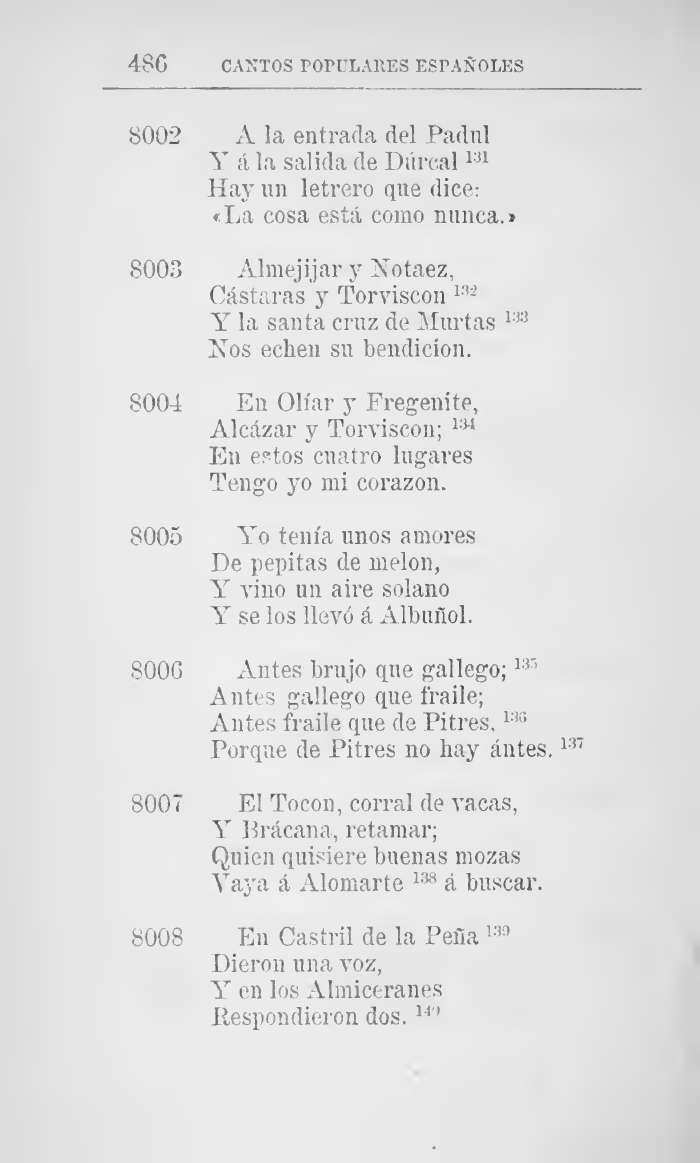 486 CANTOS POPULARES ESPAÑOLES
8002 A la entrada del Padul
Y á la salida de Dúrcal 131
Hay un letrero que dice:
«La cosa está como nunca.»
8003 Almejijar y Notaez,
Cástaras y Torviscon 132
Y la santa cruz de Murtas 133
Nos echen su bendicion.
8004 En Olíar y Fregenite,
Alcázar y Torviscon; 134
En estos cuatro lugares
Tengo yo mi corazon.
8005 Yo tenía unos amores
De pepitas de melon,
Y vino un aire solano
Y se los llevó á Albuñol.
8006 Antes brujo que gallego; 135
Antes gallego que fraile;
Antes fraile que de Pitres, 136
Porque de Pitres no hay ántes. 137
8007 El Tocon, corral de vacas,
Y Brácana, retamar;
Quien quisiere buenas mozas
Vaya á Alomarte 138 á buscar.
8008 En Castril de la Peña 139
Dieron una voz,
Y en los Almiceranes
Respondieron dos. 140